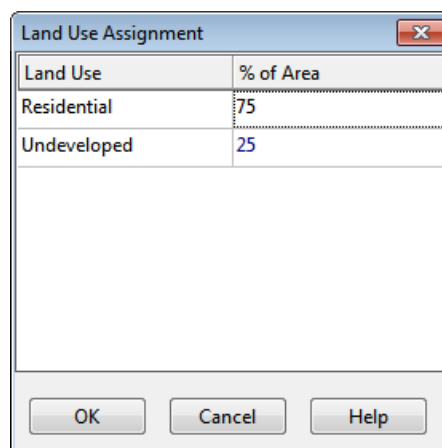 Land Use Assignment
Land Use % of Area
Residential 75
Undeveloped 25
OK Cancel Help